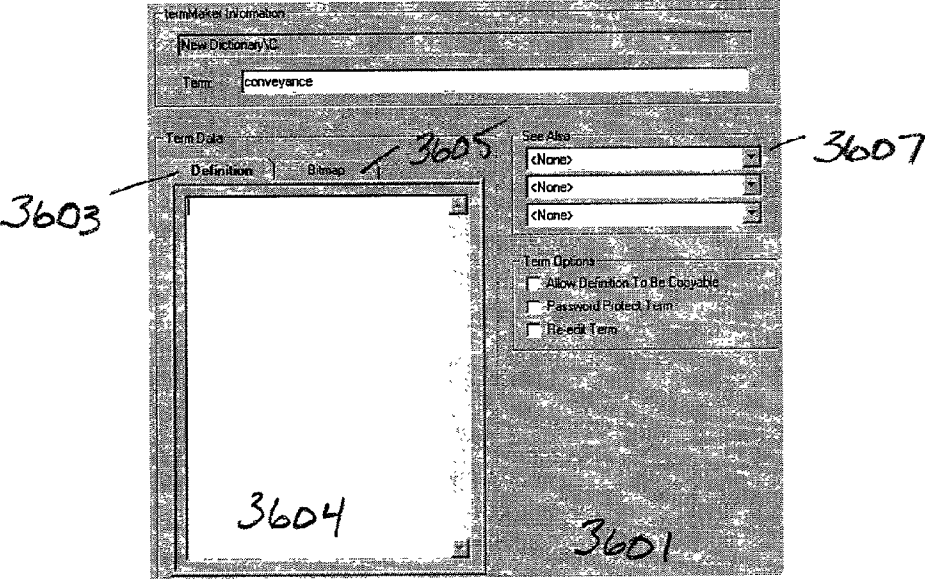 termMaker Information
New Dictionary\C
Term: conveyance
Term Data
3605
See Also
3607
Definition
Bitmap
<None>
<None>
<None>
3603
Term Options
Allow Definition To Be Copyable
Password Protect Term
Re-edit Term
3604
3601